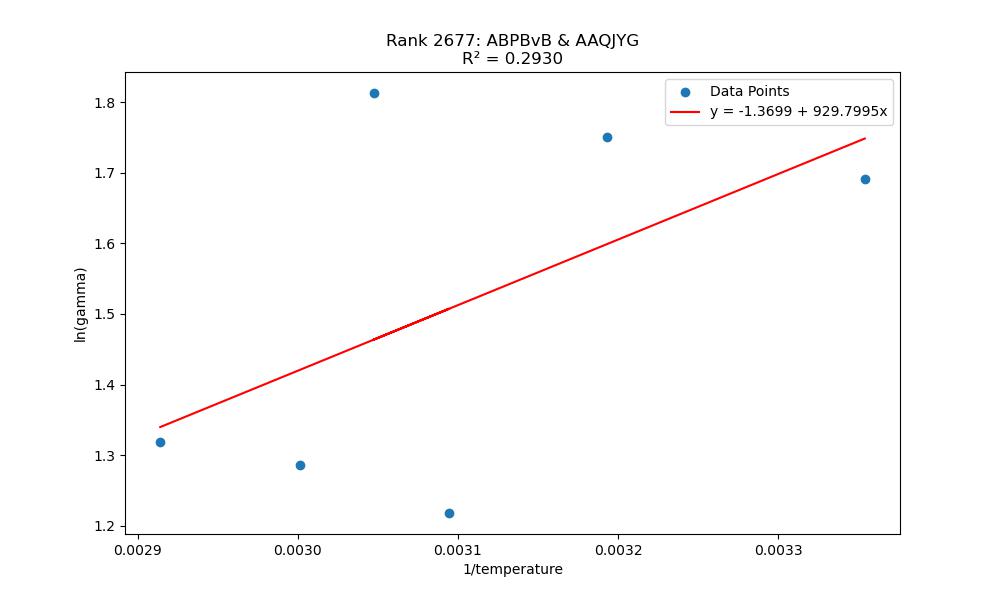 Rank 2677: ABPBvB & AAQJYG
R² = 0.2930
Data Points
y = -1.3699 + 929.7995x
ln(gamma)
1.8
1.7
1.6
1.5
1.4
1.3
1.2
0.0029 0.0030 0.0031 0.0032 0.0033
1/temperature